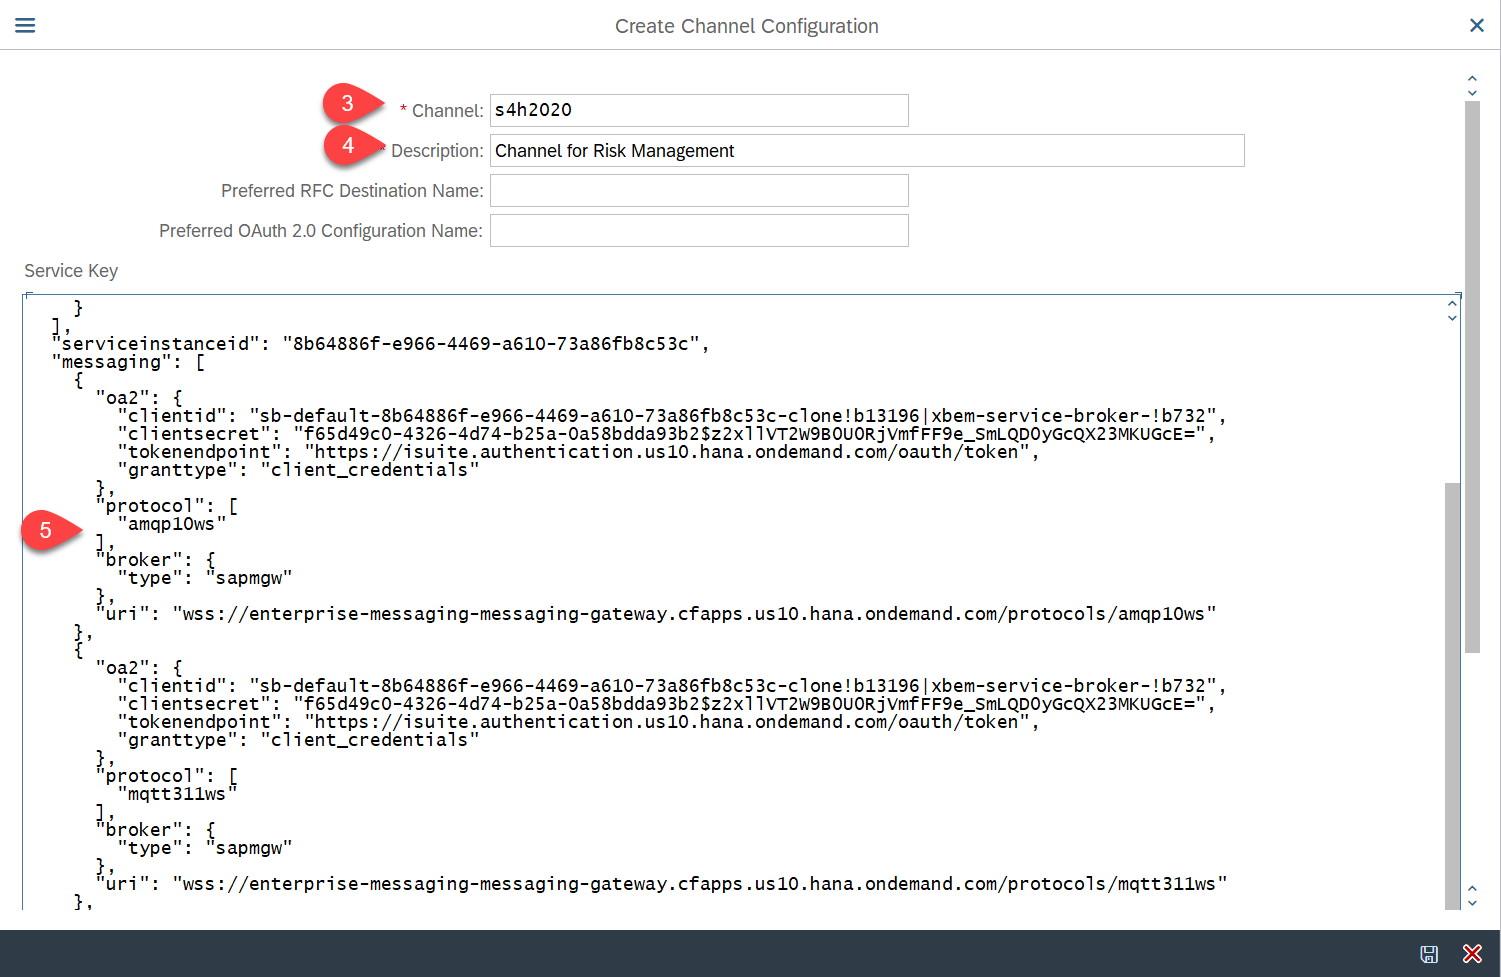 Create Channel Configuration
3
* Channel:
s4h2020
4
* Description:
Channel for Risk Management
Preferred RFC Destination Name:
Preferred OAuth 2.0 Configuration Name:
Service Key
}
],
"serviceinstanceid": "8b64886f-e966-4469-a610-73a86fb8c53c",
"messaging": [
{
"oa2": {
"clientid": "sb-default-8b64886f-e966-4469-a610-73a86fb8c53c-clone!b13196|xbem-service-broker-!b732",
"clientsecret": "f65d49c0-4326-4d74-b25a-0a58bdda93b2$z2xllVT2W9B0U0RjVmfFF9e_SmLQD0yGcQX23MKUGcE=",
"tokenendpoint": "https://isuite.authentication.us10.hana.ondemand.com/oauth/token",
"granttype": "client_credentials"
},
"protocol": [
"amqp10ws"
5
],
"broker": {
"type": "sapmgw"
},
"uri": "wss://enterprise-messaging-messaging-gateway.cfapps.us10.hana.ondemand.com/protocols/amqp10ws"
},
{
"oa2": {
"clientid": "sb-default-8b64886f-e966-4469-a610-73a86fb8c53c-clone!b13196|xbem-service-broker-!b732",
"clientsecret": "f65d49c0-4326-4d74-b25a-0a58bdda93b2$z2xllVT2W9B0U0RjVmfFF9e_SmLQD0yGcQX23MKUGcE=",
"tokenendpoint": "https://isuite.authentication.us10.hana.ondemand.com/oauth/token",
"granttype": "client_credentials"
},
"protocol": [
"mqtt311ws"
],
"broker": {
"type": "sapmgw"
},
"uri": "wss://enterprise-messaging-messaging-gateway.cfapps.us10.hana.ondemand.com/protocols/mqtt311ws"
},